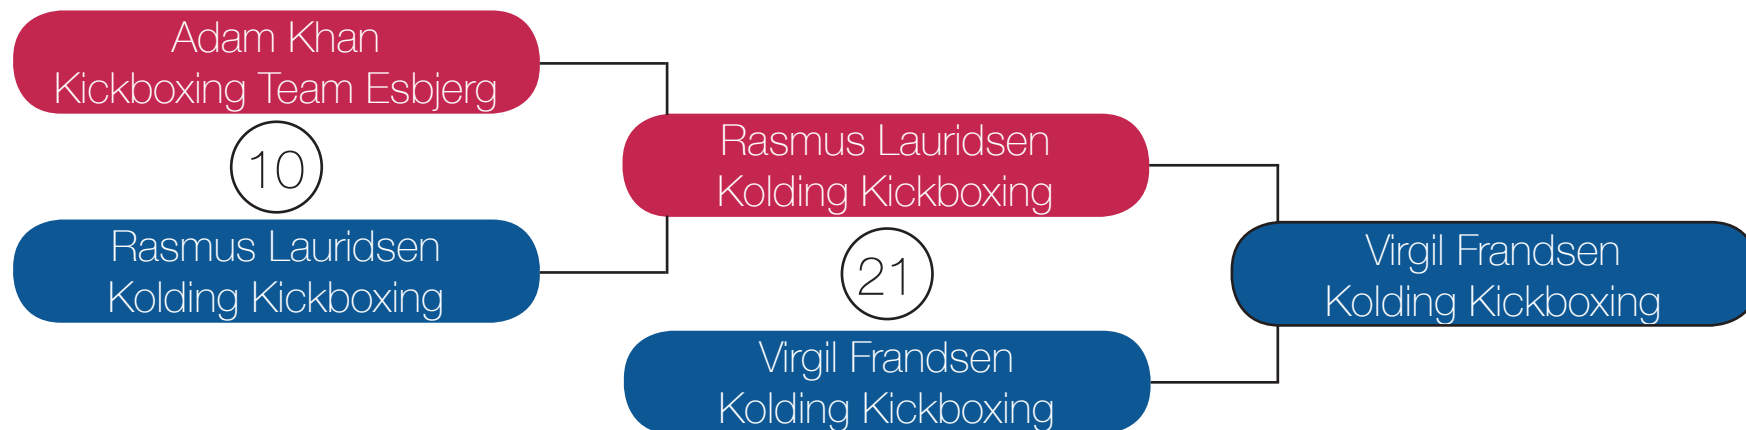 Adam Khan
Kickboxing Team Esbjerg
10
Rasmus Lauridsen
Kolding Kickboxing
Rasmus Lauridsen
Kolding Kickboxing
21
Virgil Frandsen
Kolding Kickboxing
Virgil Frandsen
Kolding Kickboxing